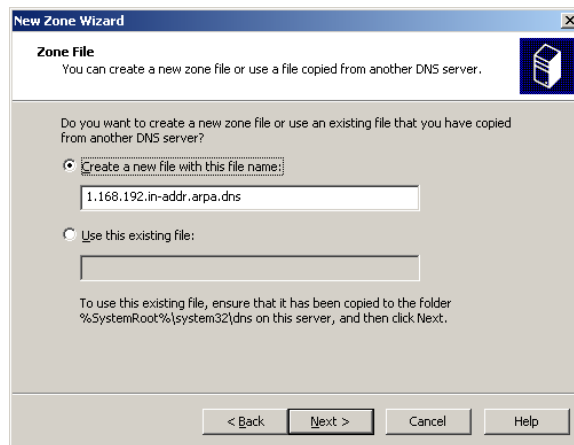 New Zone Wizard
Zone File
You can create a new zone file or use a file copied from another DNS server.
Do you want to create a new zone file or use an existing file that you have copied
from another DNS server?
Create a new file with this file name:
1.168.192.in-addr.arpa.dns
Use this existing file:
To use this existing file, ensure that it has been copied to the folder
%SystemRoot%\system32\dns on this server, and then click Next.
< Back
Next >
Cancel
Help